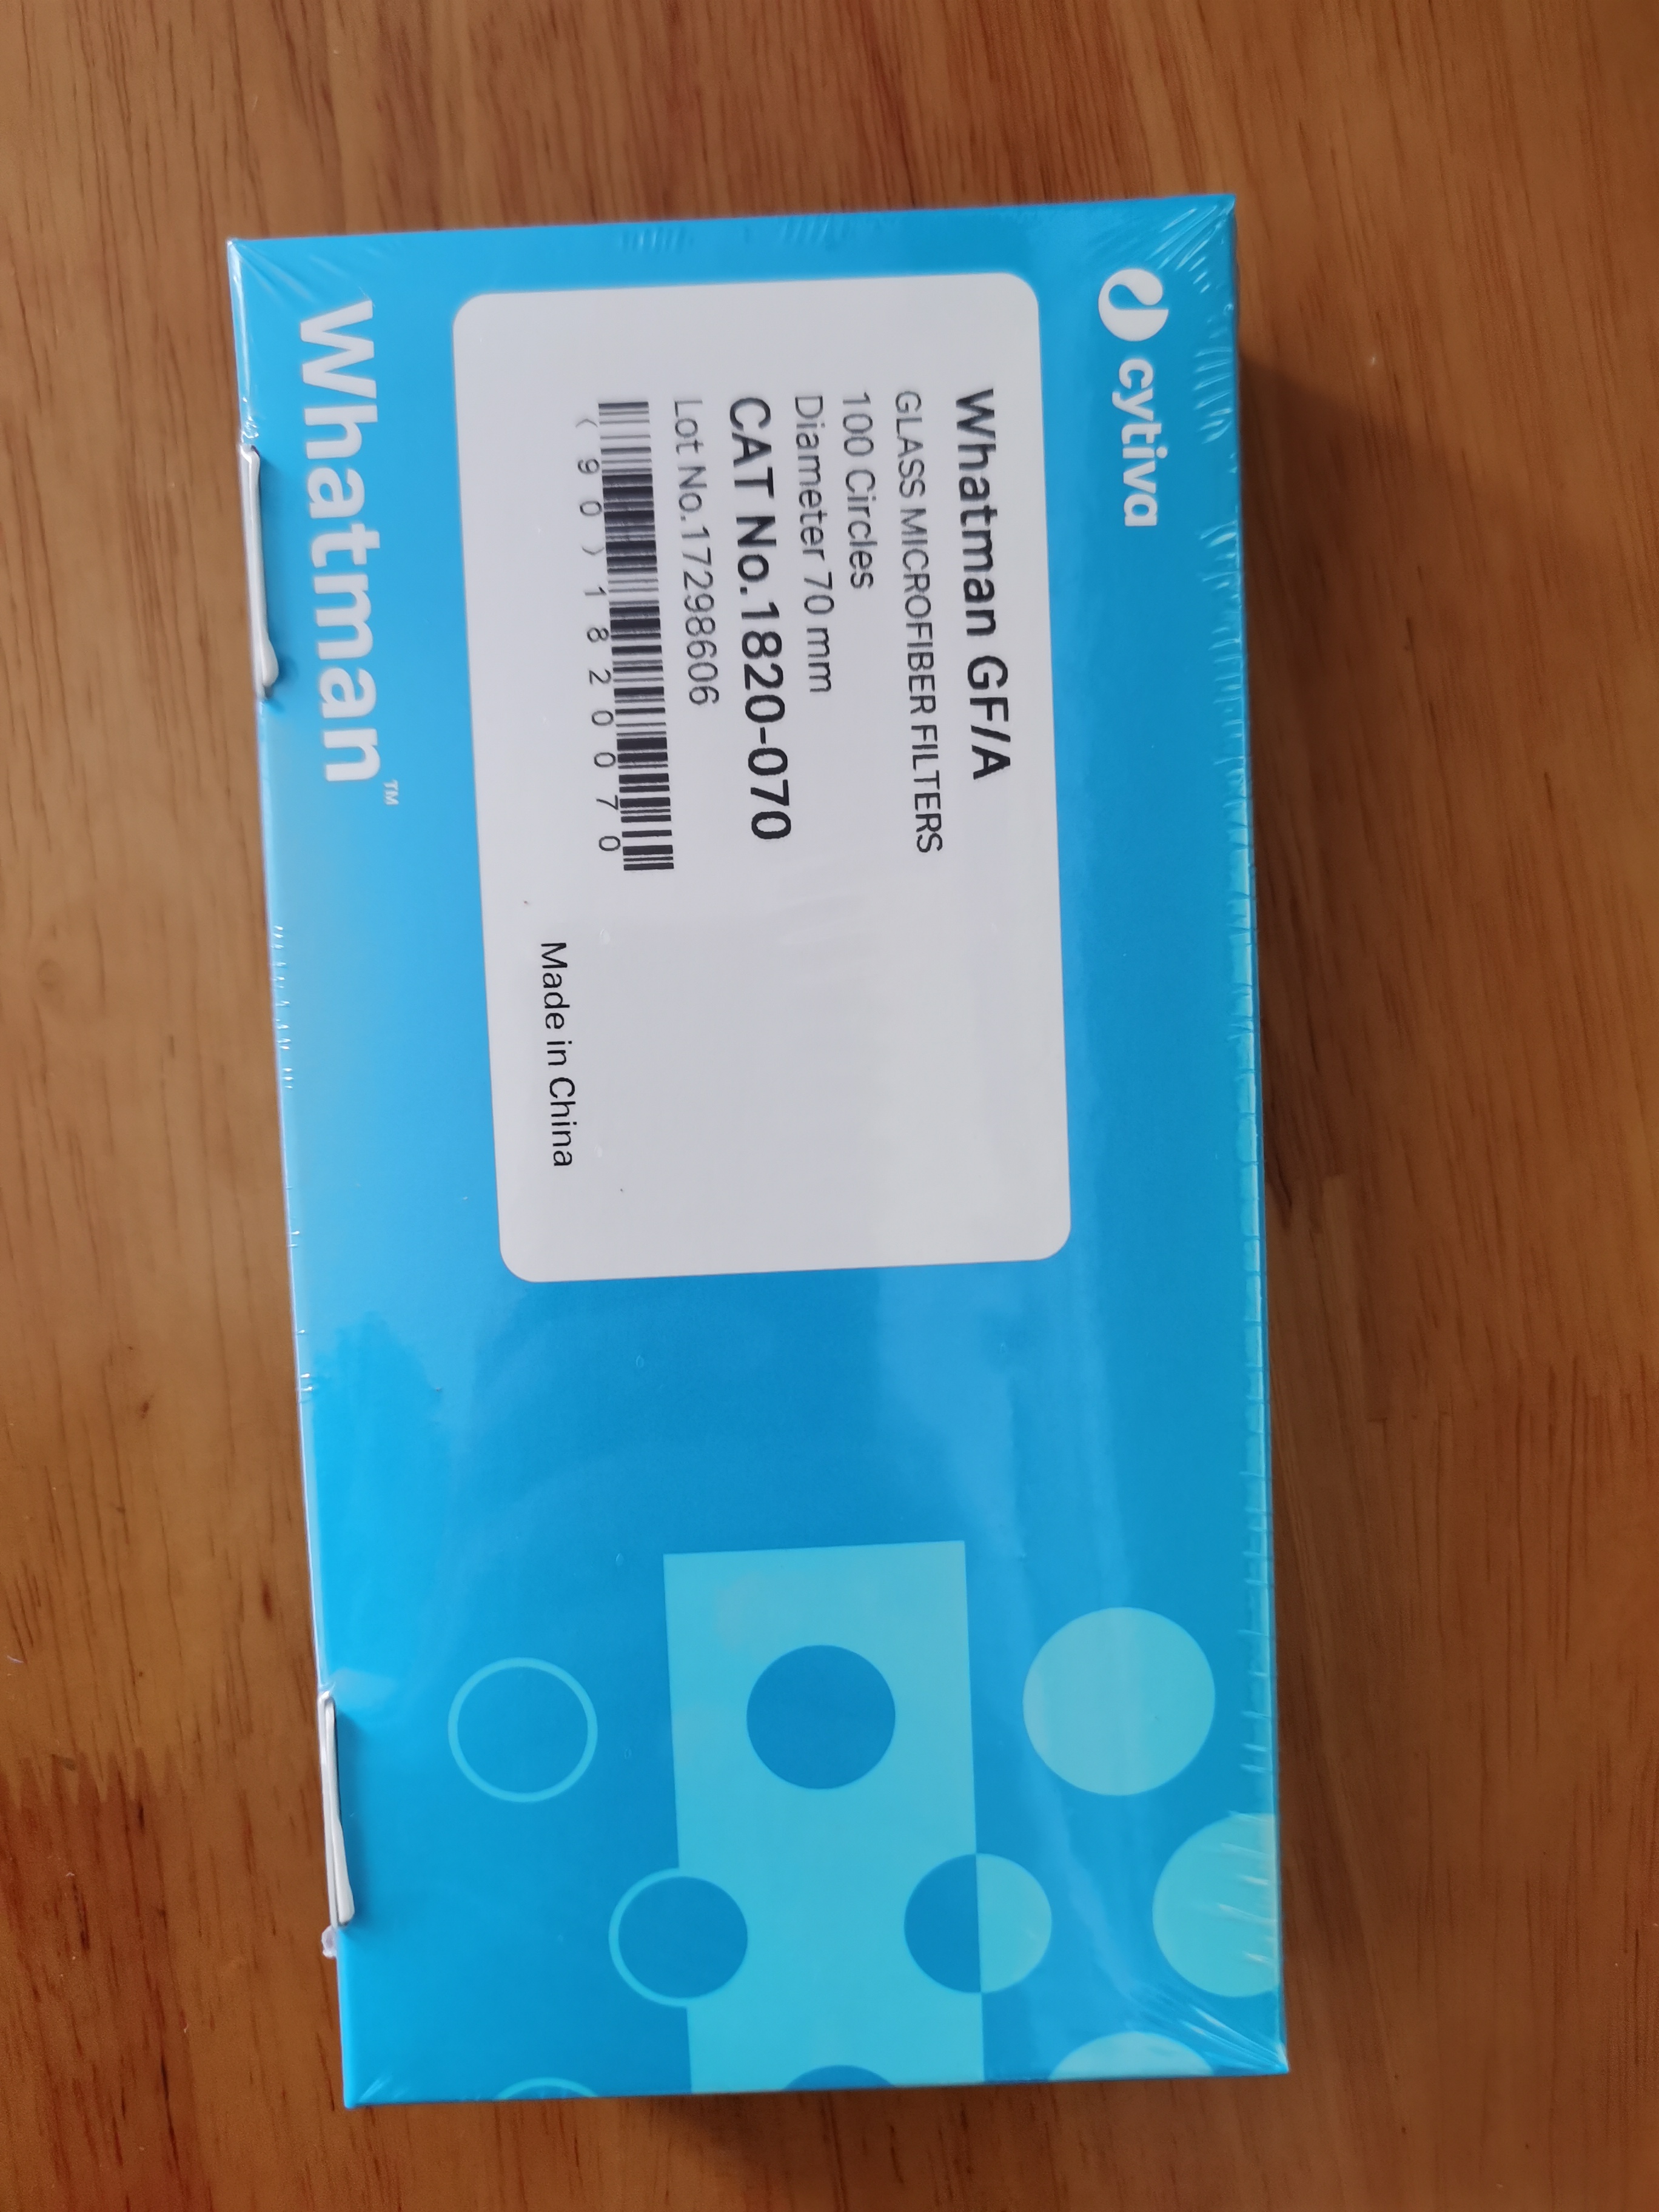 cytiva
Whatman GF/A
GLASS MICROFIBER FILTERS
100 Circles
Diameter 70 mm
CAT No.1820-070
Lot No.17298606
(90)1820070
Made in China
Whatman™